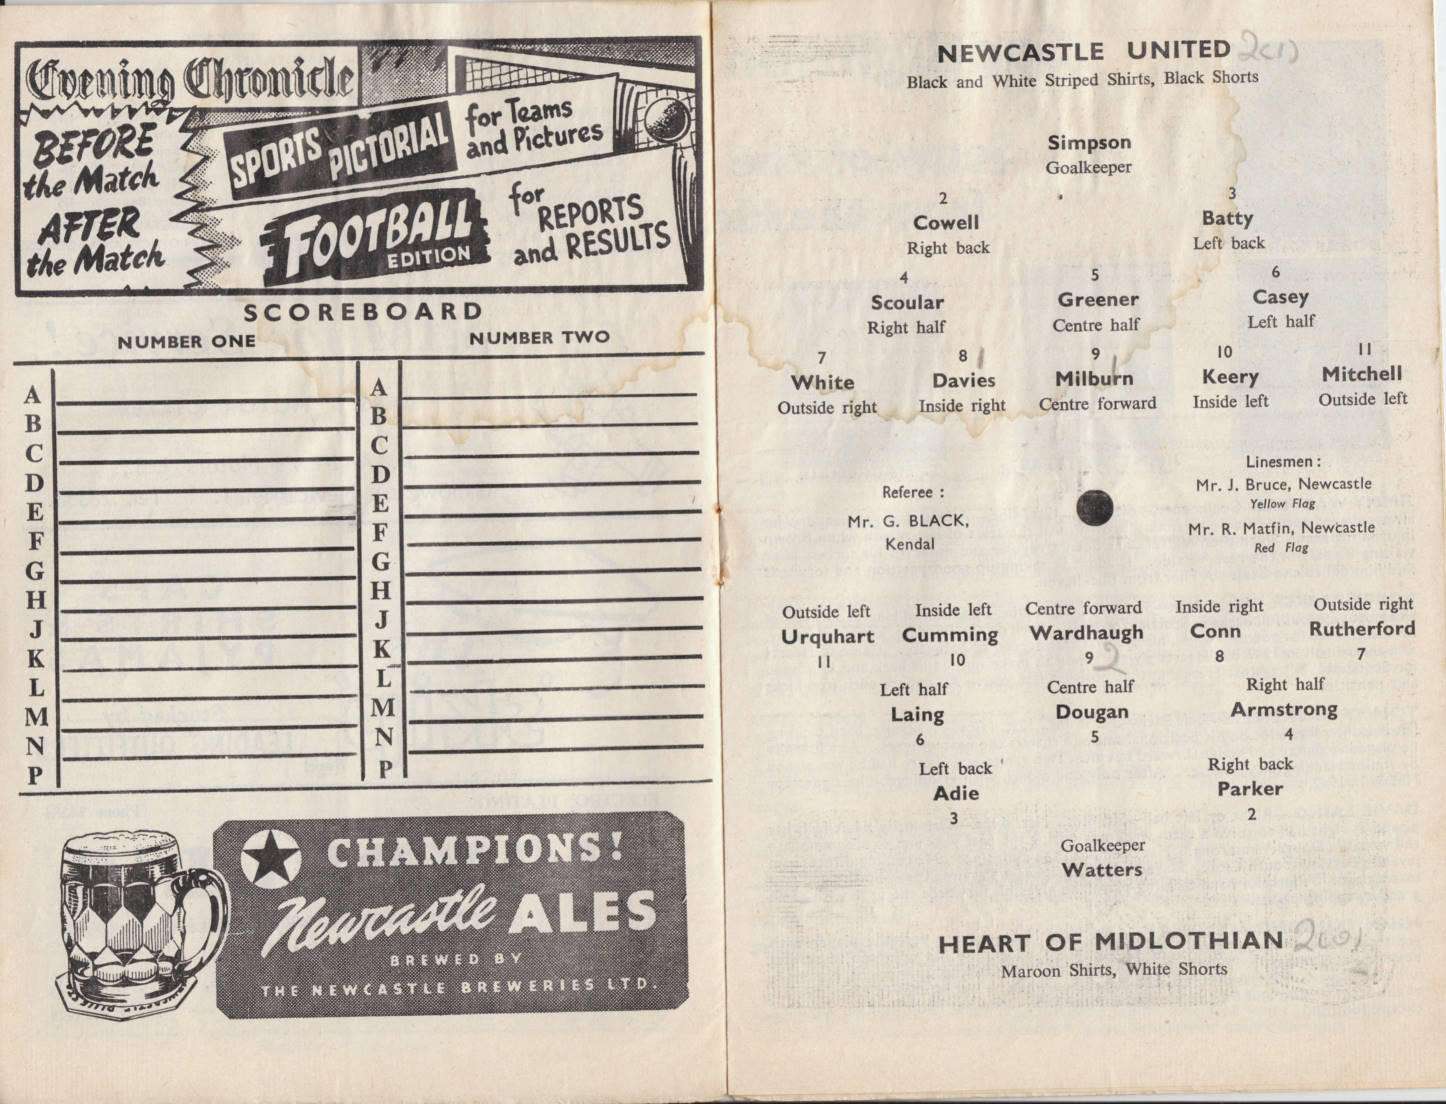 Evening Chronicle
BEFORE
the Match
AFTER
the Match
SPORTS PICTORIAL
for Teams
and Pictures
FOOTBALL
EDITION
for
REPORTS
and RESULTS
SCOREBOARD
NUMBER ONE NUMBER TWO
A A
B B
C C
D D
E E
F F
G G
H H
J J
K K
L L
M M
N N
P P
CHAMPIONS!
Newcastle ALES
BREWED BY
THE NEWCASTLE BREWERIES LTD.
NEWCASTLE UNITED 2(1)
Black and White Striped Shirts, Black Shorts
Simpson
Goalkeeper
2 3
Cowell Batty
Right back Left back
4 5 6
Scoular Greener Casey
Right half Centre half Left half
7 8 1 9 1 10 11
White Davies Milburn Keery Mitchell
Outside right Inside right Centre forward Inside left Outside left
Referee :
Mr. G. BLACK,
Kendal
Linesmen :
Mr. J. Bruce, Newcastle
Yellow Flag
Mr. R. Matfin, Newcastle
Red Flag
Outside left Inside left Centre forward Inside right Outside right
Urquhart Cumming Wardhaugh Conn Rutherford
11 10 9 2 8 7
Left half Centre half Right half
Laing Dougan Armstrong
6 5 4
Left back Right back
Adie Parker
3 2
Goalkeeper
Watters
HEART OF MIDLOTHIAN 2(0)
Maroon Shirts, White Shorts